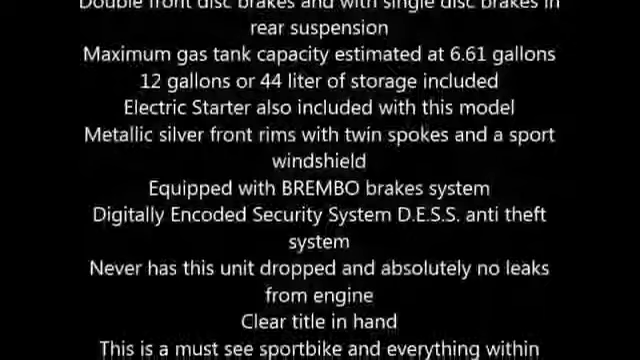 Double front disc brakes and with single disc brakes in
rear suspension
Maximum gas tank capacity estimated at 6.61 gallons
12 gallons or 44 liter of storage included
Electric Starter also included with this model
Metallic silver front rims with twin spokes and a sport
windshield
Equipped with BREMBO brakes system
Digitally Encoded Security System D.E.S.S. anti theft
system
Never has this unit dropped and absolutely no leaks
from engine
Clear title in hand
This is a must see sportbike and everything within